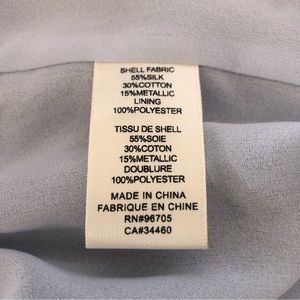 SHELL FABRIC
55%SILK
30%COTTON
15%METALLIC
LINING
100%POLYESTER
TISSU DE SHELL
55%SOIE
30%COTON
15%METALLIC
DOUBLURE
100%POLYESTER
MADE IN CHINA
FABRIQUE EN CHINE
RN#96705
CA#34460